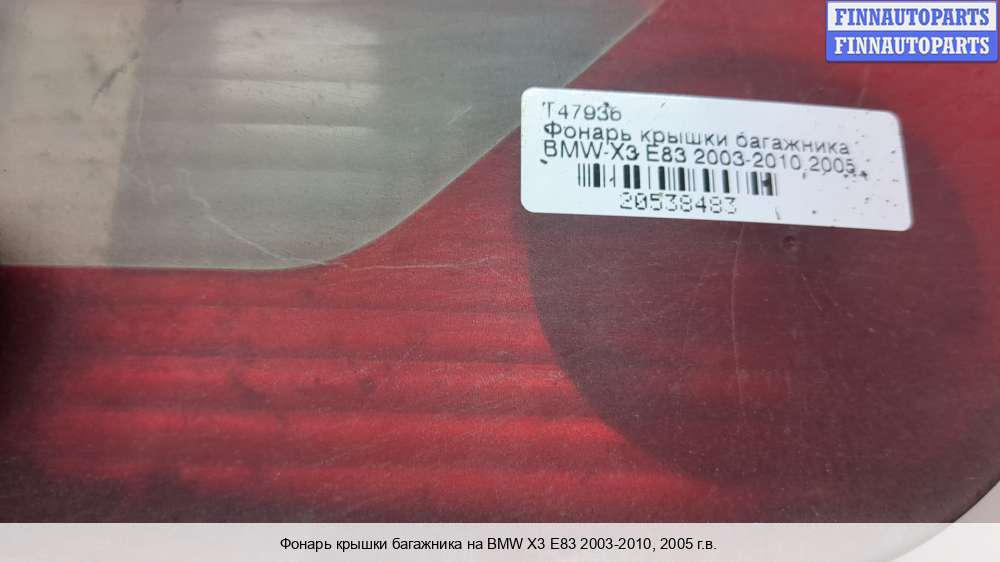 FINNAUTOPARTS
FINNAUTOPARTS
T47936
Фонарь крышки багажника
BMW X3 E83 2003-2010,2005,
20538483
Фонарь крышки багажника на BMW X3 E83 2003-2010, 2005 г.в.